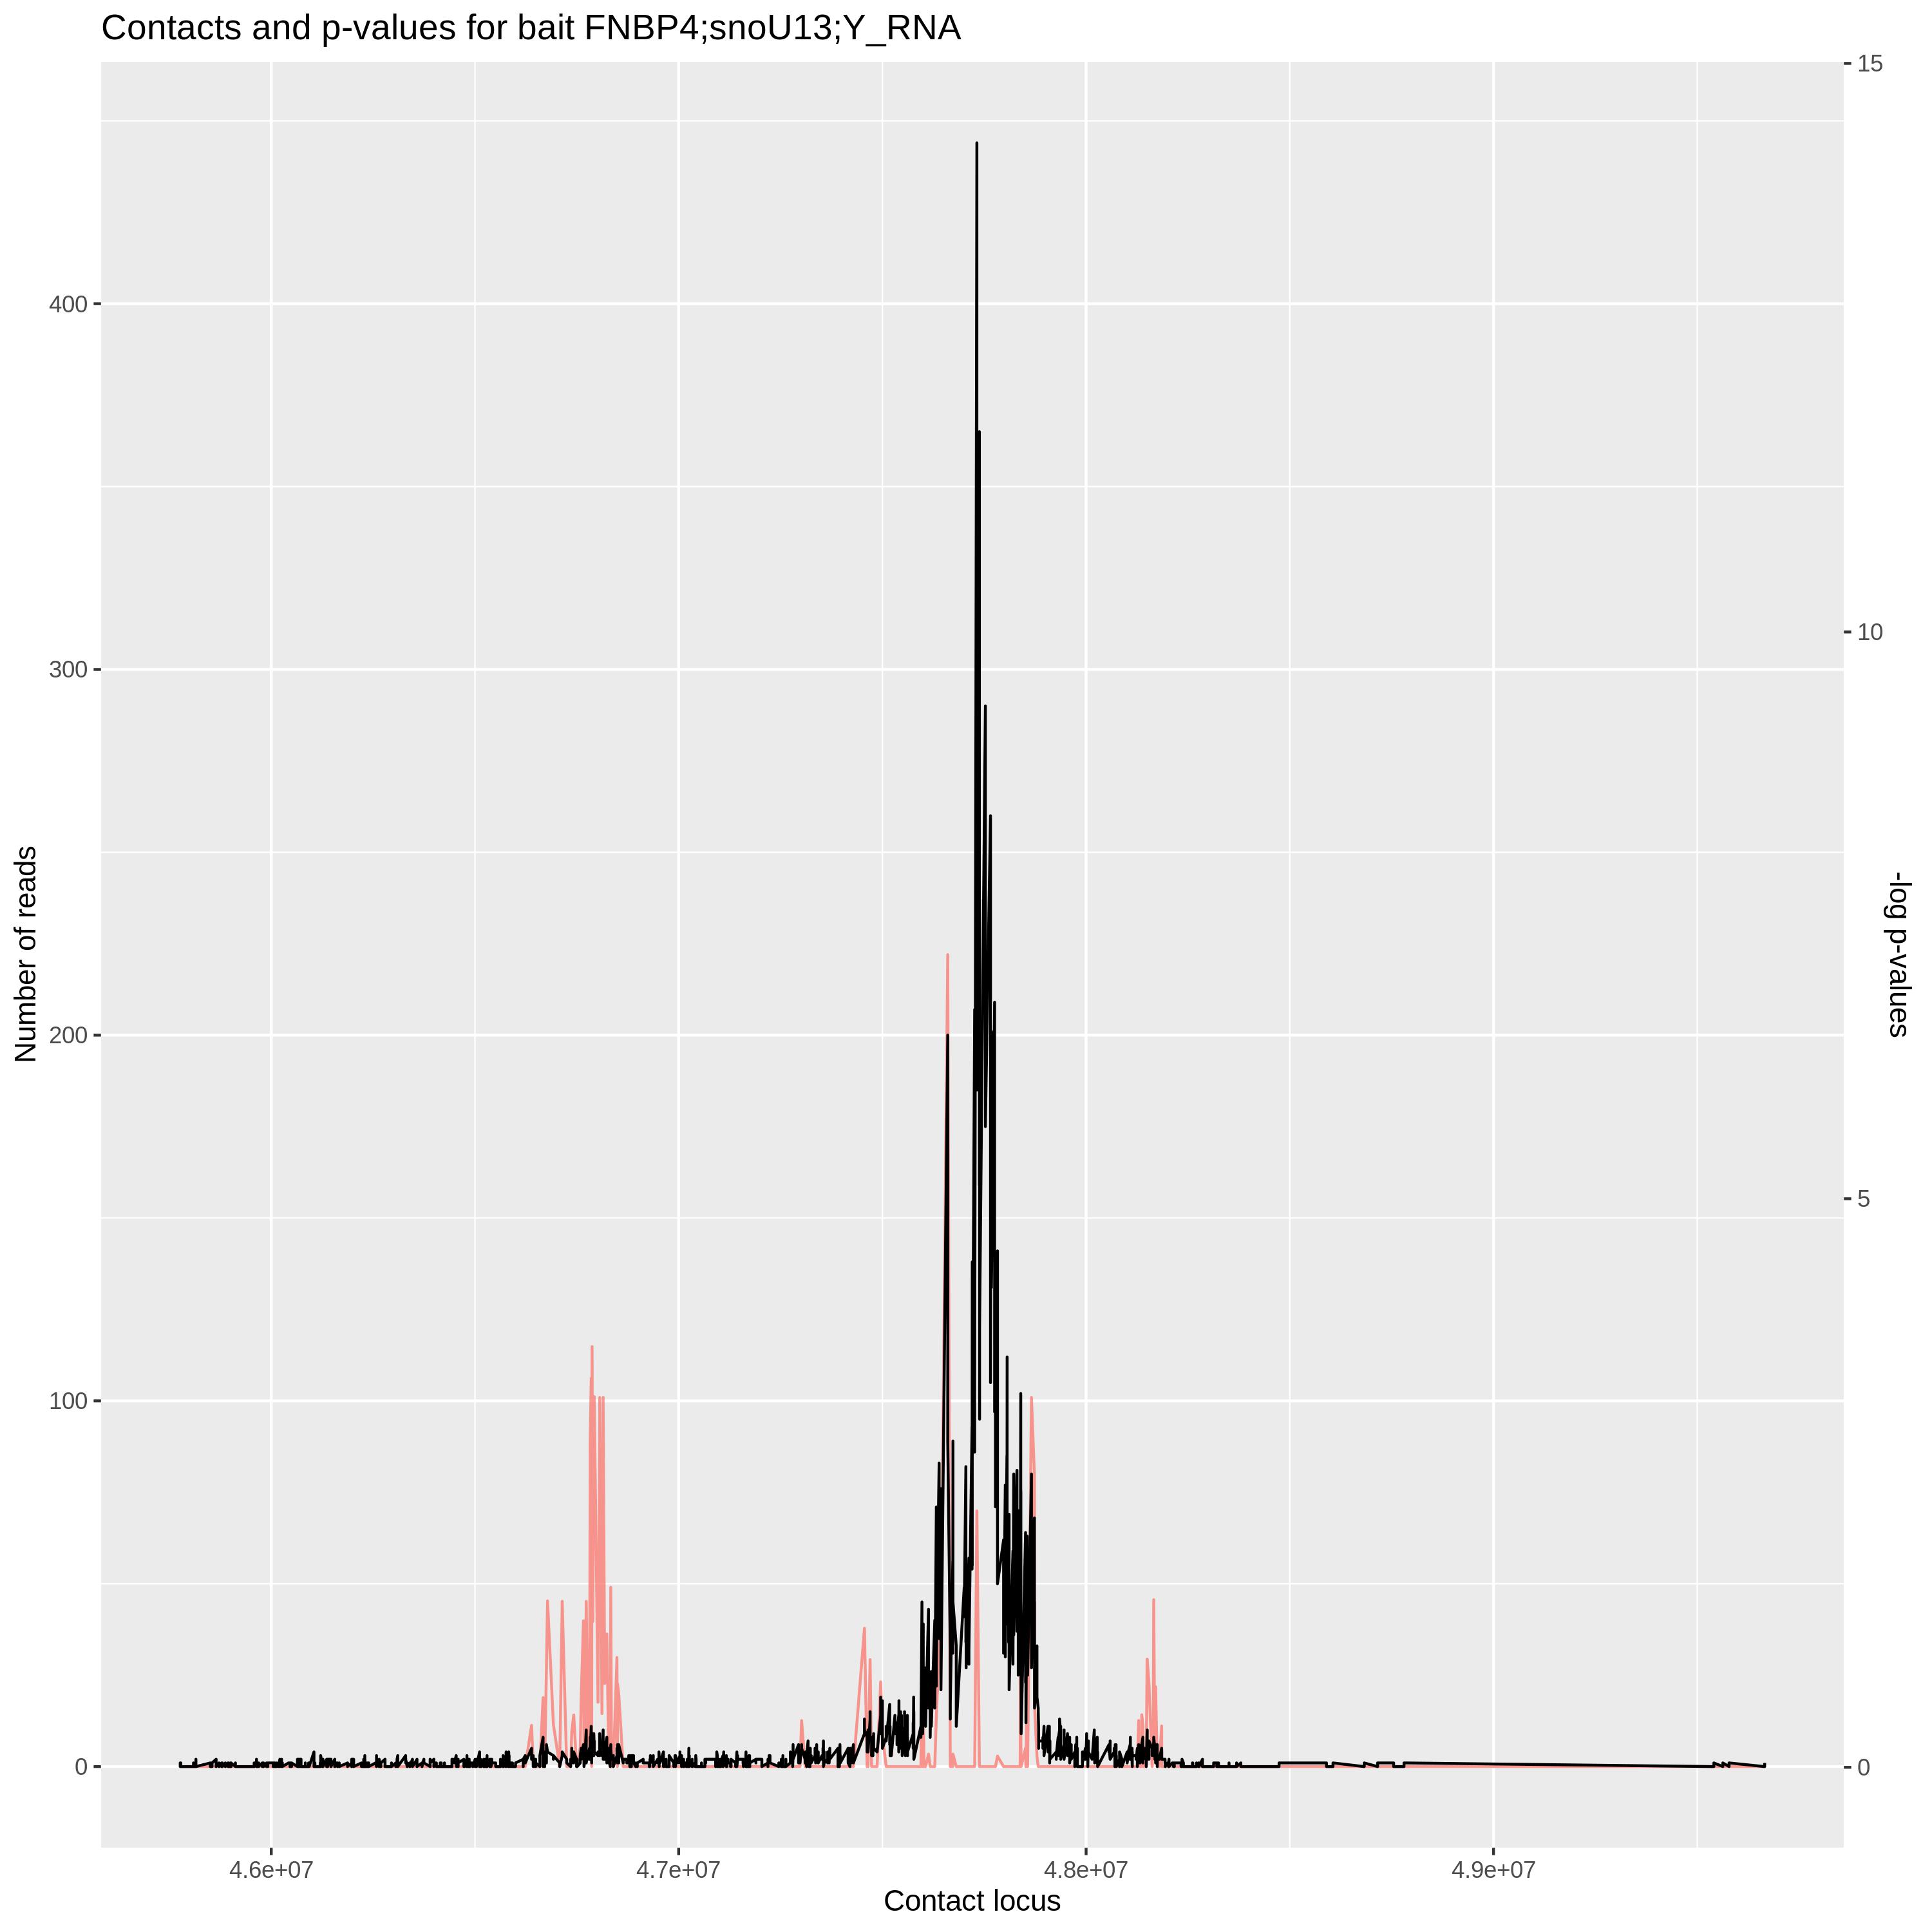 Contacts and p-values for bait FNBP4;snoU13;Y_RNA
15
400
10
300
Number of reads
-log p-values
200
5
100
0
0
4.6e+07
4.7e+07
4.8e+07
4.9e+07
Contact locus